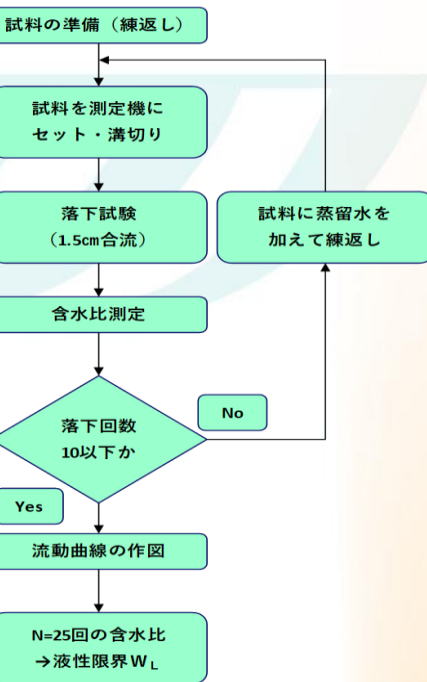 試料の準備（練返し）
試料を測定機に
セット・溝切り
落下試験
（1.5㎝合流）
試料に蒸留水を
加えて練返し
含水比測定
落下回数
10以下か
No
Yes
流動曲線の作図
N=25回の含水比
→液性限界WL